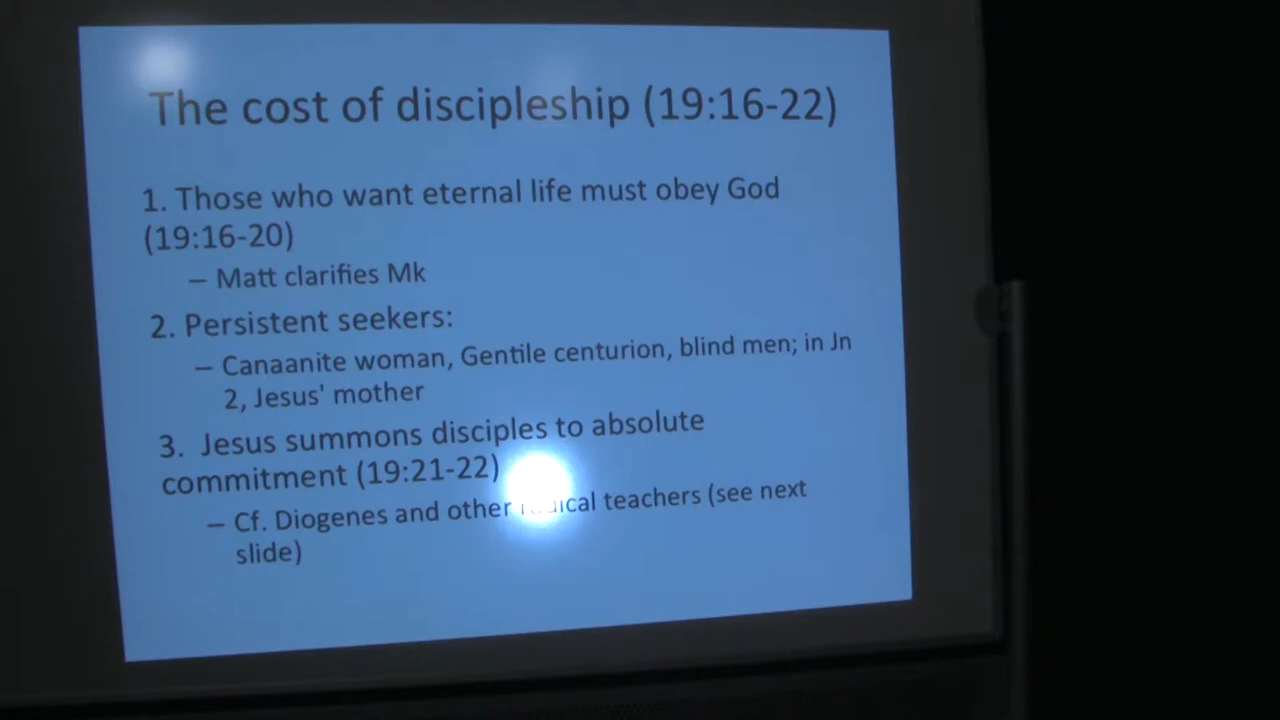 The cost of discipleship (19:16-22)
1. Those who want eternal life must obey God
(19:16-20)
– Matt clarifies Mk
2. Persistent seekers:
– Canaanite woman, Gentile centurion, blind men; in Jn
2, Jesus' mother
3. Jesus summons disciples to absolute
commitment (19:21-22)
– Cf. Diogenes and other radical teachers (see next
slide)